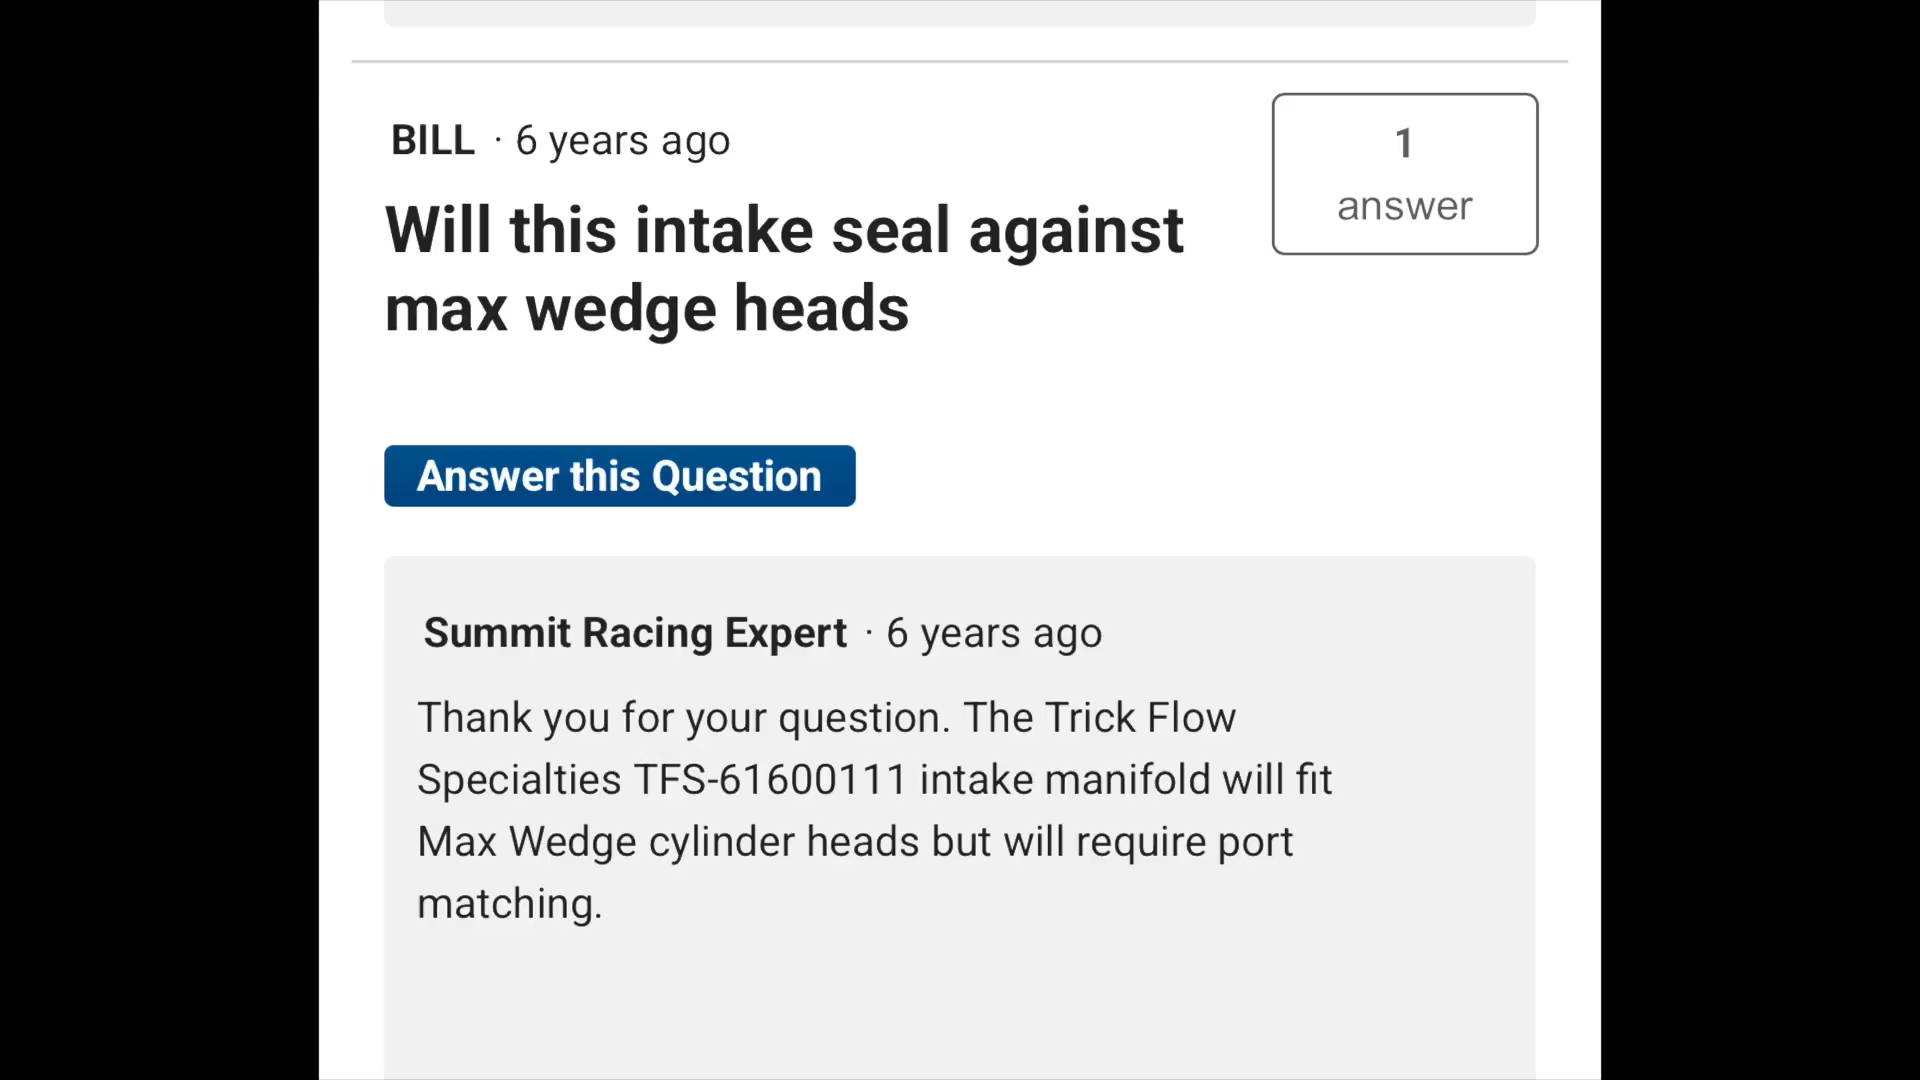 BILL · 6 years ago
1
answer
Will this intake seal against
max wedge heads
Answer this Question
Summit Racing Expert · 6 years ago
Thank you for your question. The Trick Flow
Specialties TFS-61600111 intake manifold will fit
Max Wedge cylinder heads but will require port
matching.